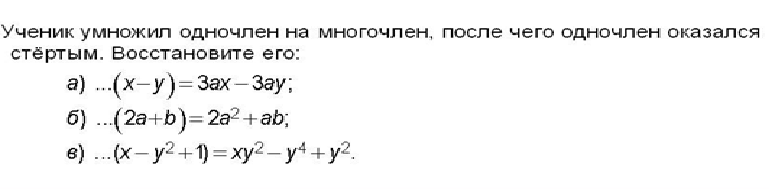 Ученик умножил одночлен на многочлен, после чего одночлен оказался
стёртым. Восстановите его:
а) ...(x−y)=3ax−3ay;
б) ...(2a+b)=2a²+ab;
в) ...(x−y²+1)=xy²−y⁴+y².